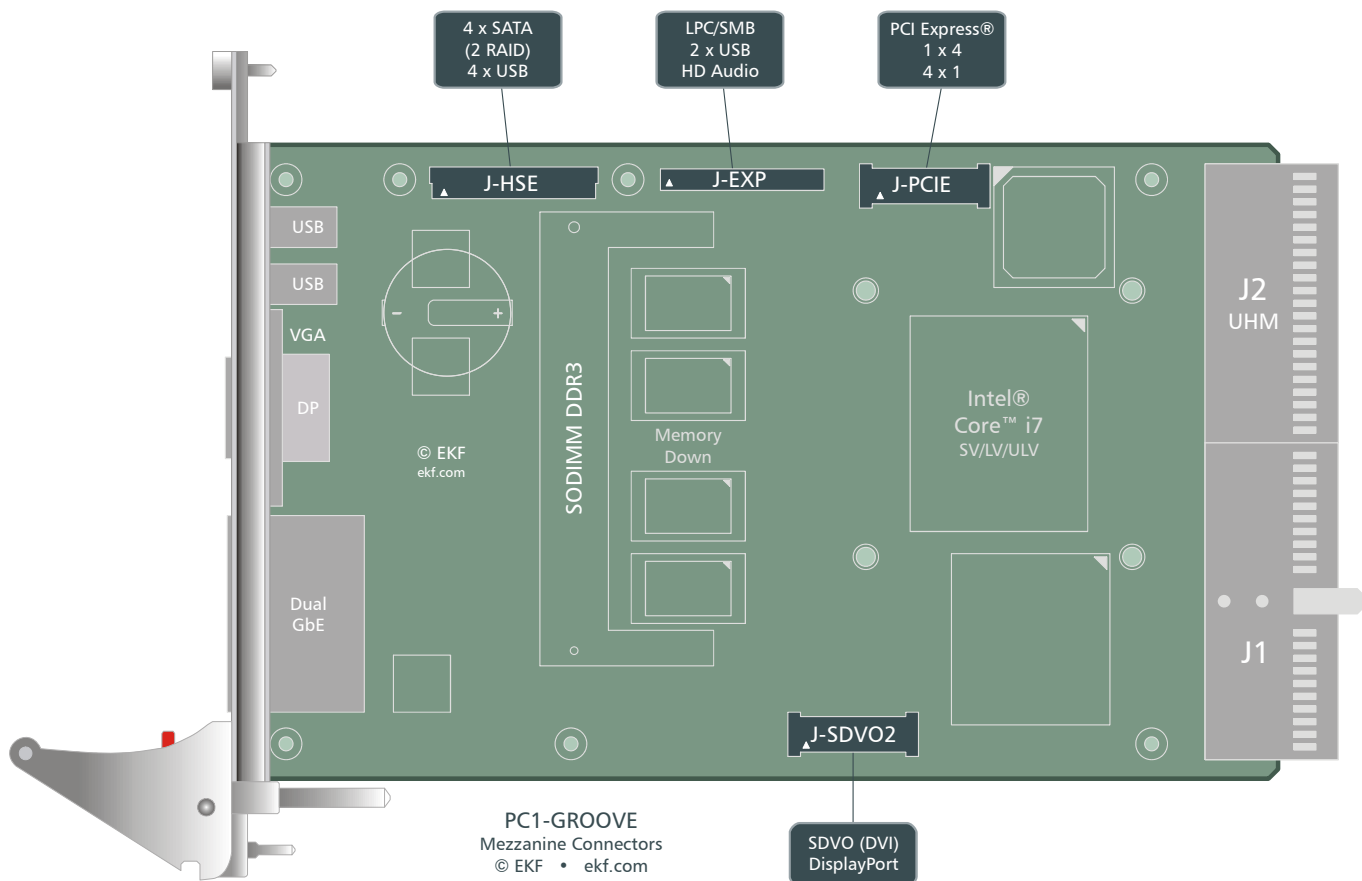 4 x SATA
(2 RAID)
4 x USB
LPC/SMB
2 x USB
HD Audio
PCI Express®
1 x 4
4 x 1
J-HSE
J-EXP
J-PCIE
USB
USB
VGA
DP
Dual
GbE
- +
© EKF
ekf.com
SODIMM DDR3
Memory
Down
Intel®
Core™ i7
SV/LV/ULV
J2
UHM
J1
J-SDVO2
SDVO (DVI)
DisplayPort
PC1-GROOVE
Mezzanine Connectors
© EKF • ekf.com